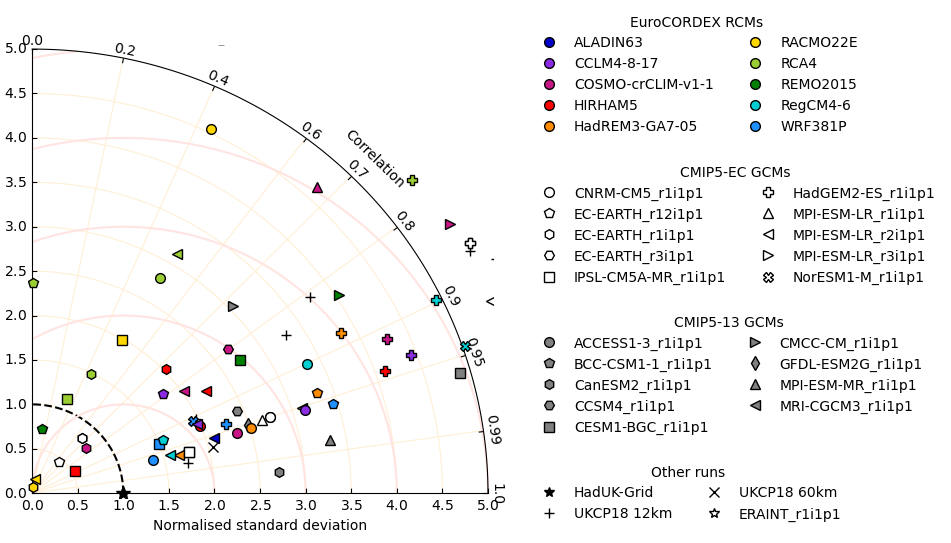 EuroCORDEX RCMs
ALADIN63
RACMO22E
CCLM4-8-17
RCA4
COSMO-crCLIM-v1-1
REMO2015
HIRHAM5
RegCM4-6
HadREM3-GA7-05
WRF381P
CMIP5-EC GCMs
CNRM-CM5_r1i1p1
HadGEM2-ES_r1i1p1
EC-EARTH_r12i1p1
MPI-ESM-LR_r1i1p1
EC-EARTH_r1i1p1
MPI-ESM-LR_r2i1p1
EC-EARTH_r3i1p1
MPI-ESM-LR_r3i1p1
IPSL-CM5A-MR_r1i1p1
NorESM1-M_r1i1p1
CMIP5-13 GCMs
ACCESS1-3_r1i1p1
CMCC-CM_r1i1p1
BCC-CSM1-1_r1i1p1
GFDL-ESM2G_r1i1p1
CanESM2_r1i1p1
MPI-ESM-MR_r1i1p1
CCSM4_r1i1p1
MRI-CGCM3_r1i1p1
CESM1-BGC_r1i1p1
Other runs
HadUK-Grid
UKCP18 60km
UKCP18 12km
ERAINT_r1i1p1
5.0
4.5
4.0
3.5
3.0
2.5
2.0
1.5
1.0
0.5
0.0
0.0
0.2
0.4
0.6
0.7
0.8
0.9
0.95
0.99
1.0
Correlation
0.0 0.5 1.0 1.5 2.0 2.5 3.0 3.5 4.0 4.5 5.0
Normalised standard deviation